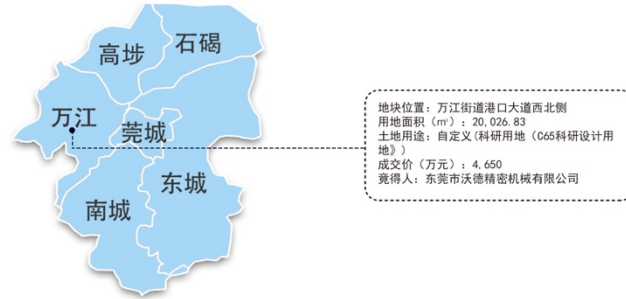 石碣
高埗
万江
莞城
东城
南城
地块位置：万江街道港口大道西北侧
用地面积（㎡）：20,026.83
土地用途：自定义(科研用地（C65科研设计用
地》)
成交价（万元）：4,650
竟得人：东莞市沃德精密机械有限公司